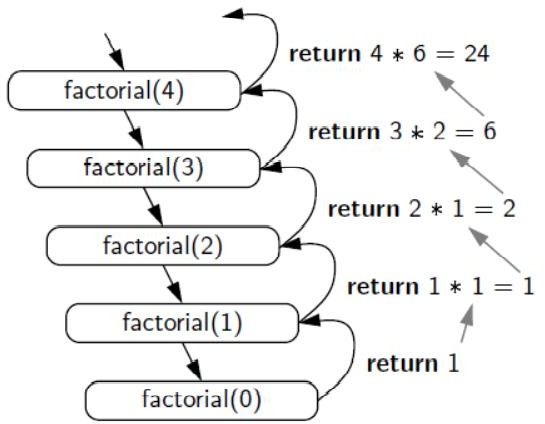 return 4 * 6 = 24
factorial(4)
return 3 * 2 = 6
factorial(3)
return 2 * 1 = 2
factorial(2)
return 1 * 1 = 1
factorial(1)
return 1
factorial(0)